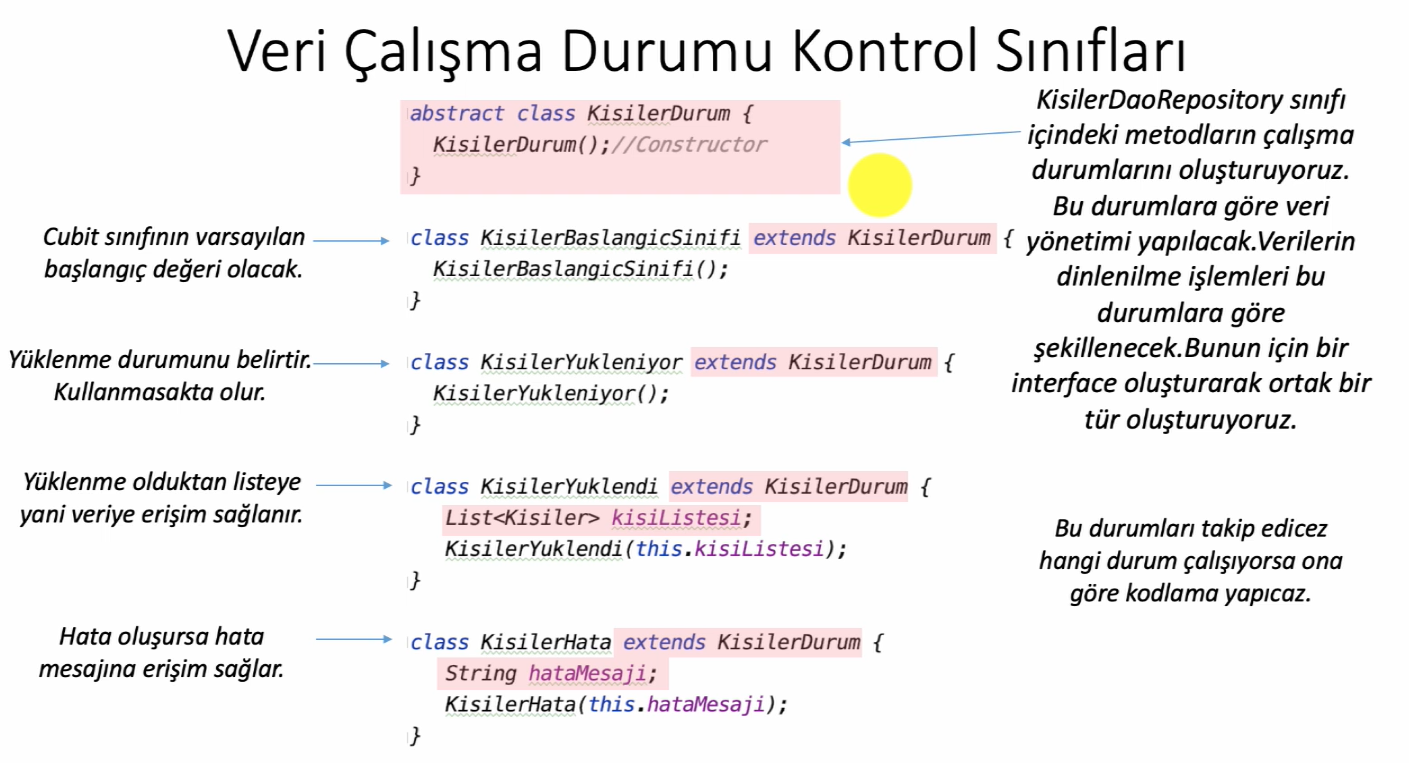 Veri Çalışma Durumu Kontrol Sınıfları
abstract class KisilerDurum {
KisilerDurum();//Constructor
}
KisilerDaoRepository sınıfı
içindeki metodların çalışma
durumlarını oluşturuyoruz.
Bu durumlara göre veri
yönetimi yapılacak.Verilerin
dinlenilme işlemleri bu
durumlara göre
şekillenecek.Bunun için bir
interface oluşturarak ortak bir
tür oluşturuyoruz.
Cubit sınıfının varsayılan
başlangıç değeri olacak.
class KisilerBaslangicSinifi extends KisilerDurum {
KisilerBaslangicSinifi();
}
Yüklenme durumunu belirtir.
Kullanmasakta olur.
class KisilerYukleniyor extends KisilerDurum {
KisilerYukleniyor();
}
Yüklenme olduktan listeye
yani veriye erişim sağlanır.
class KisilerYuklendi extends KisilerDurum {
List<Kisiler> kisiListesi;
KisilerYuklendi(this.kisiListesi);
}
Bu durumları takip edicez
hangi durum çalışıyorsa ona
göre kodlama yapıcaz.
Hata oluşursa hata
mesajına erişim sağlar.
class KisilerHata extends KisilerDurum {
String hataMesaji;
KisilerHata(this.hataMesaji);
}